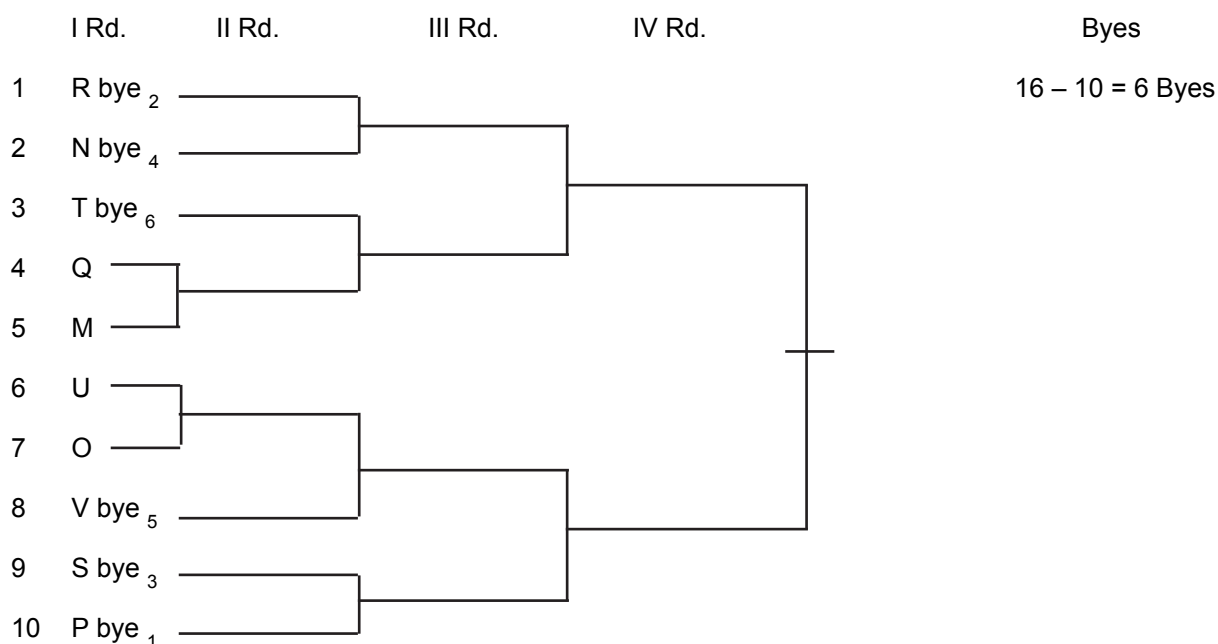 I Rd. II Rd. III Rd. IV Rd. Byes
1 R bye 2 16 – 10 = 6 Byes
2 N bye 4
3 T bye 6
4 Q
5 M
6 U
7 O
8 V bye 5
9 S bye 3
10 P bye 1